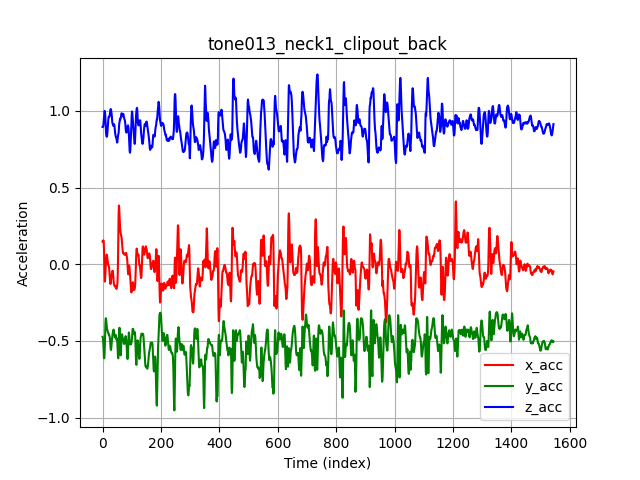 tone013_neck1_clipout_back
Acceleration
1.0
0.5
0.0
−0.5
−1.0
x_acc
y_acc
z_acc
0 200 400 600 800 1000 1200 1400 1600
Time (index)